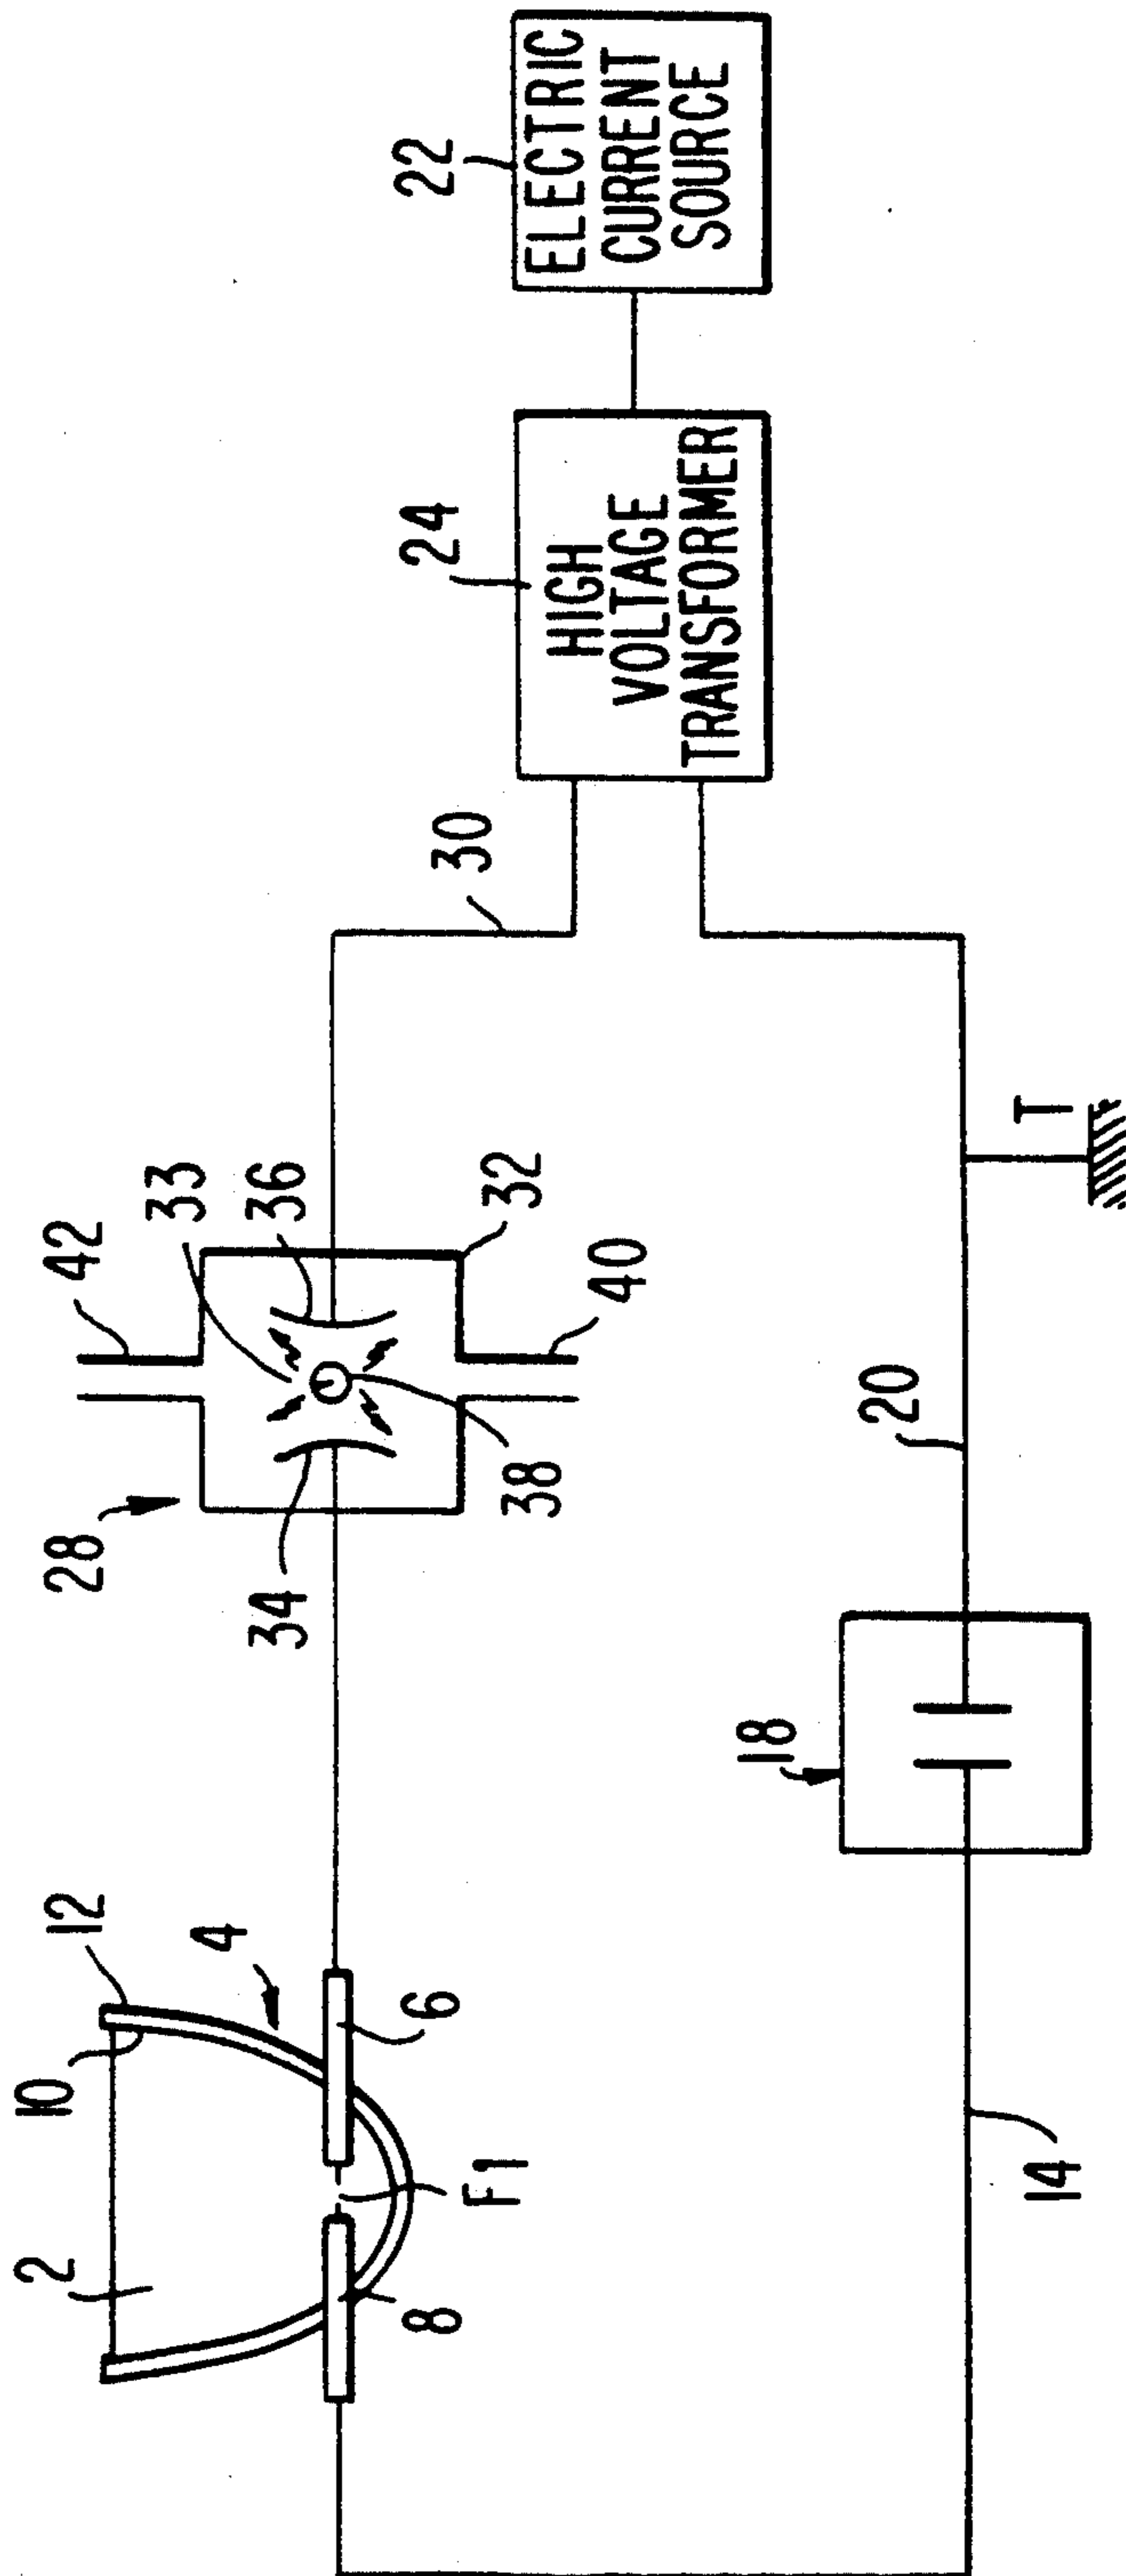 42
33
28
36
12
4
10
34
32
2
30
24
22
HIGH
VOLTAGE
TRANSFORMER
ELECTRIC
CURRENT
SOURCE
6
F1
8
38
40
T
18
20
14